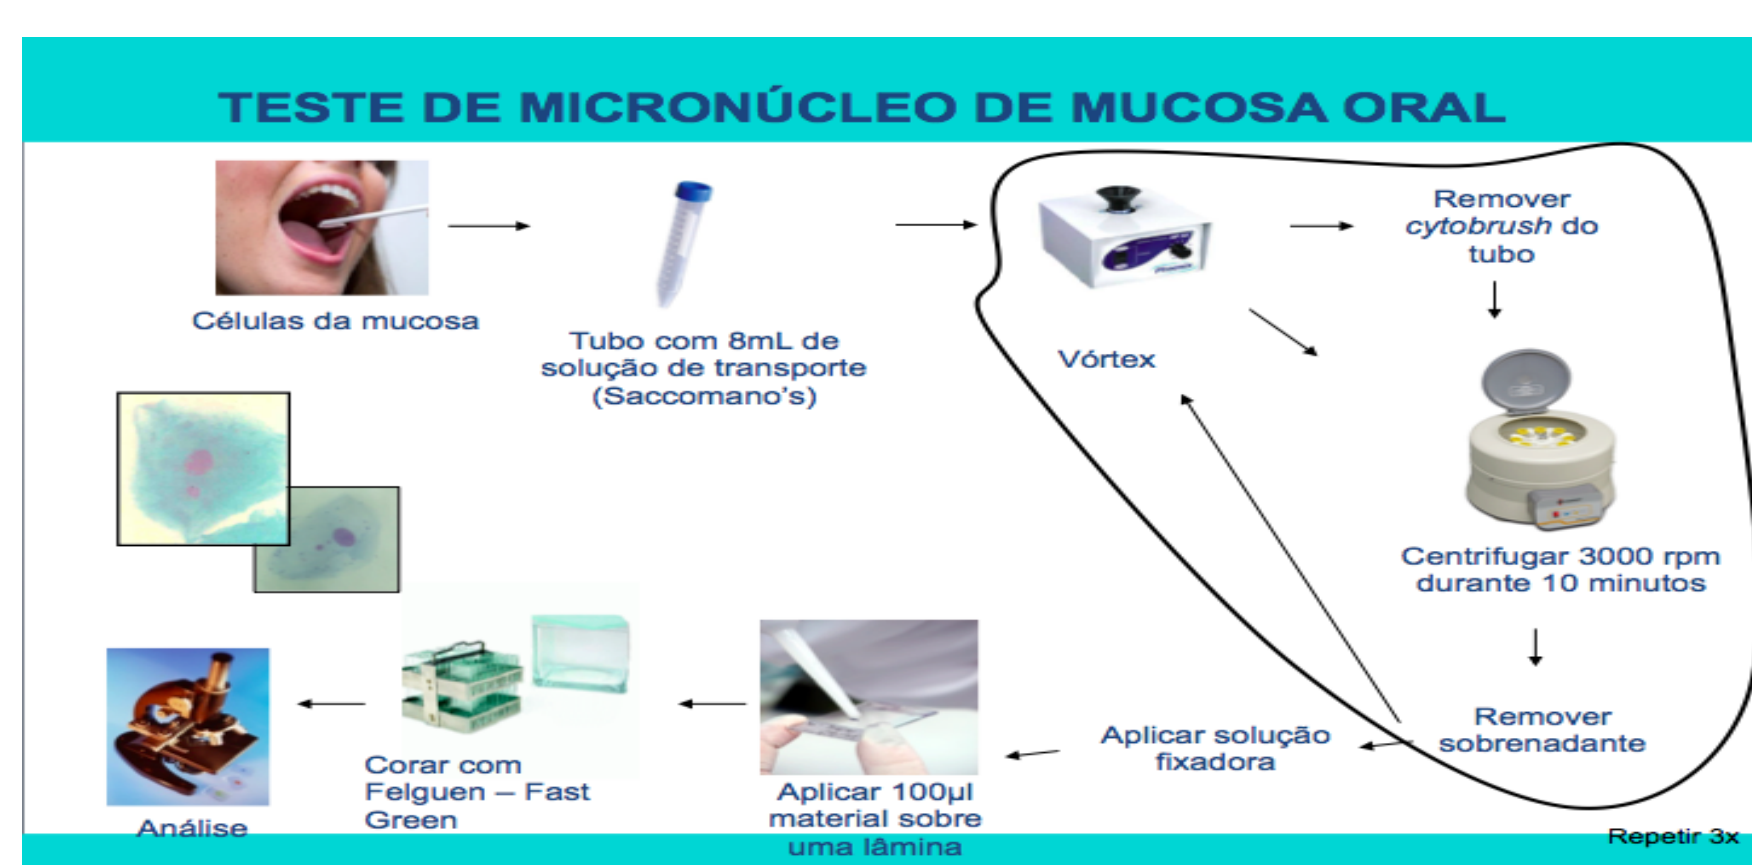 TESTE DE MICRONÚCLEO DE MUCOSA ORAL
Células da mucosa
Tubo com 8mL de
solução de transporte
(Saccomano's)
Vórtex
Remover
cytobrush do
tubo
Centrifugar 3000 rpm
durante 10 minutos
Remover
sobrenadante
Repetir 3x
Aplicar solução
fixadora
Aplicar 100µl
material sobre
uma lâmina
Corar com
Felguen – Fast
Green
Análise